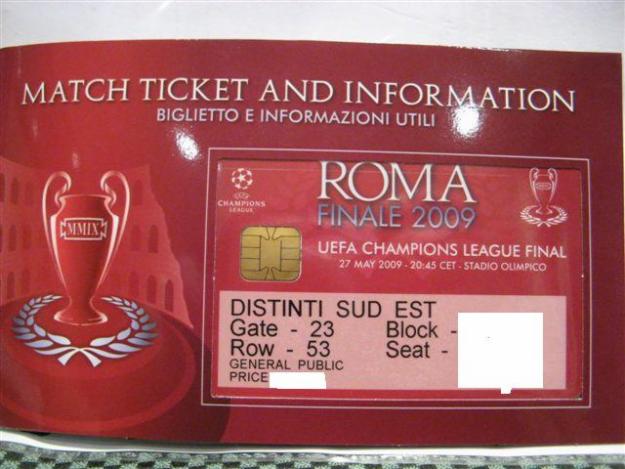 MATCH TICKET AND INFORMATION
BIGLIETTO E INFORMAZIONI UTILI
MMIX
CHAMPIONS
LEAGUE
ROMA
FINALE 2009
UEFA CHAMPIONS LEAGUE FINAL
27 MAY 2009 - 20:45 CET - STADIO OLIMPICO
DISTINTI SUD EST
Gate - 23 Block -
Row - 53 Seat -
GENERAL PUBLIC
PRICE